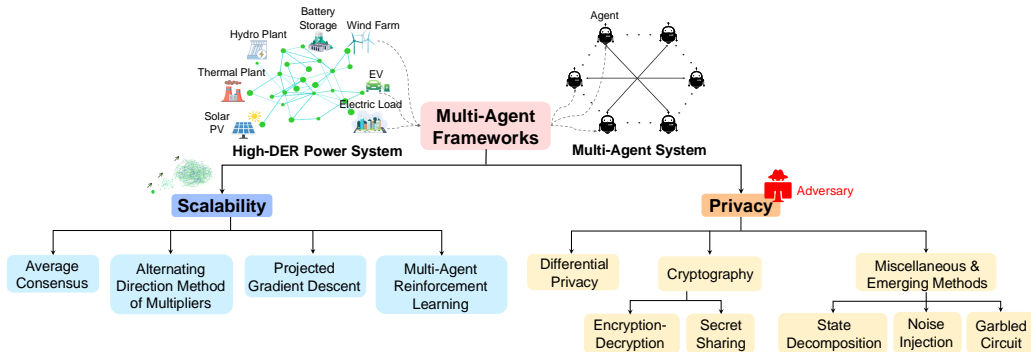 Battery
Storage
Wind Farm
Hydro Plant
Thermal Plant
EV
Solar
PV
Electric Load
High-DER Power System
Multi-Agent
Frameworks
Agent
Multi-Agent System
Scalability
Privacy
Adversary
Average
Consensus
Alternating
Direction Method
of Multipliers
Projected
Gradient Descent
Multi-Agent
Reinforcement
Learning
Differential
Privacy
Cryptography
Miscellaneous &
Emerging Methods
Encryption-
Decryption
Secret
Sharing
State
Decomposition
Noise
Injection
Garbled
Circuit